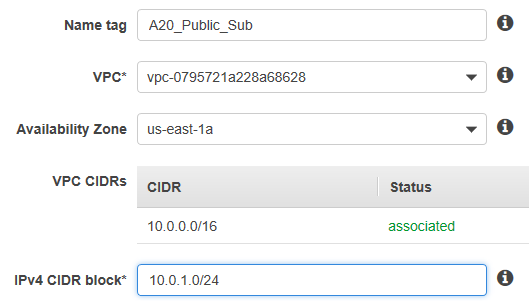 Name tag A20_Public_Sub
VPC* vpc-0795721a228a68628
Availability Zone us-east-1a
VPC CIDRs CIDR Status
10.0.0.0/16 associated
IPv4 CIDR block* 10.0.1.0/24